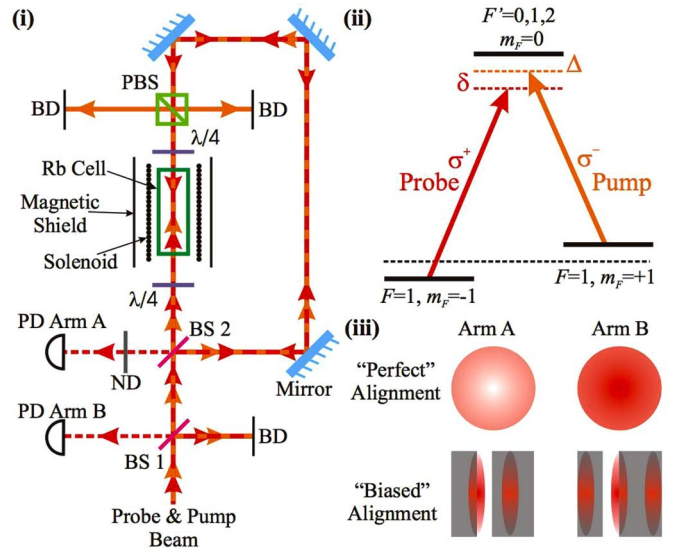 (i)
PBS
BD
BD
λ/4
Rb Cell
Magnetic
Shield
Solenoid
λ/4
PD Arm A
BS 2
ND
Mirror
PD Arm B
BD
BS 1
Probe & Pump
Beam
(ii)
F'=0,1,2
m_F=0
Δ
δ
σ⁺
Probe
σ⁻
Pump
F=1, m_F=-1
F=1, m_F=+1
(iii)
Arm A
Arm B
"Perfect"
Alignment
"Biased"
Alignment